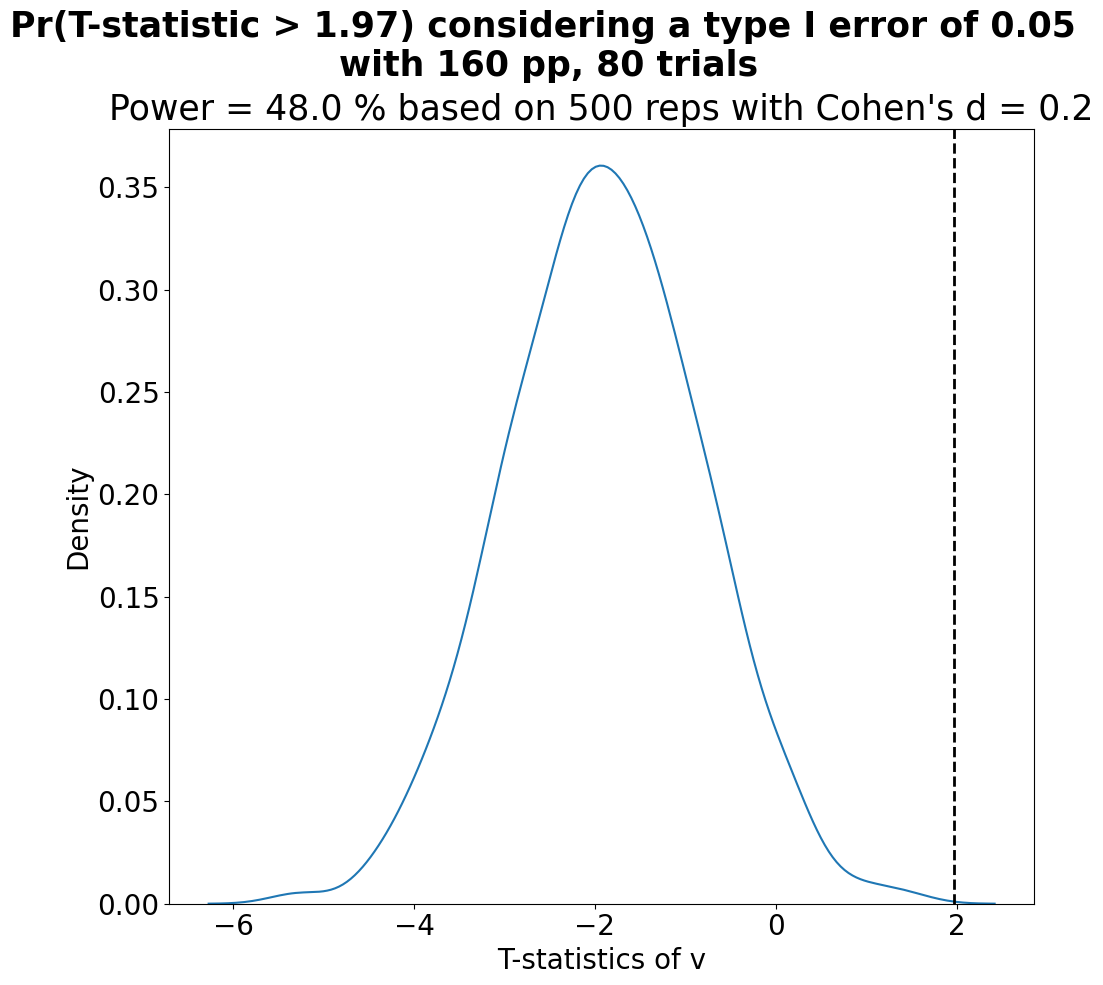 Pr(T-statistic > 1.97) considering a type I error of 0.05
with 160 pp, 80 trials
Power = 48.0 % based on 500 reps with Cohen's d = 0.2
0.35
0.30
0.25
0.20
0.15
0.10
0.05
0.00
Density
−6
−4
−2
0
2
T-statistics of v